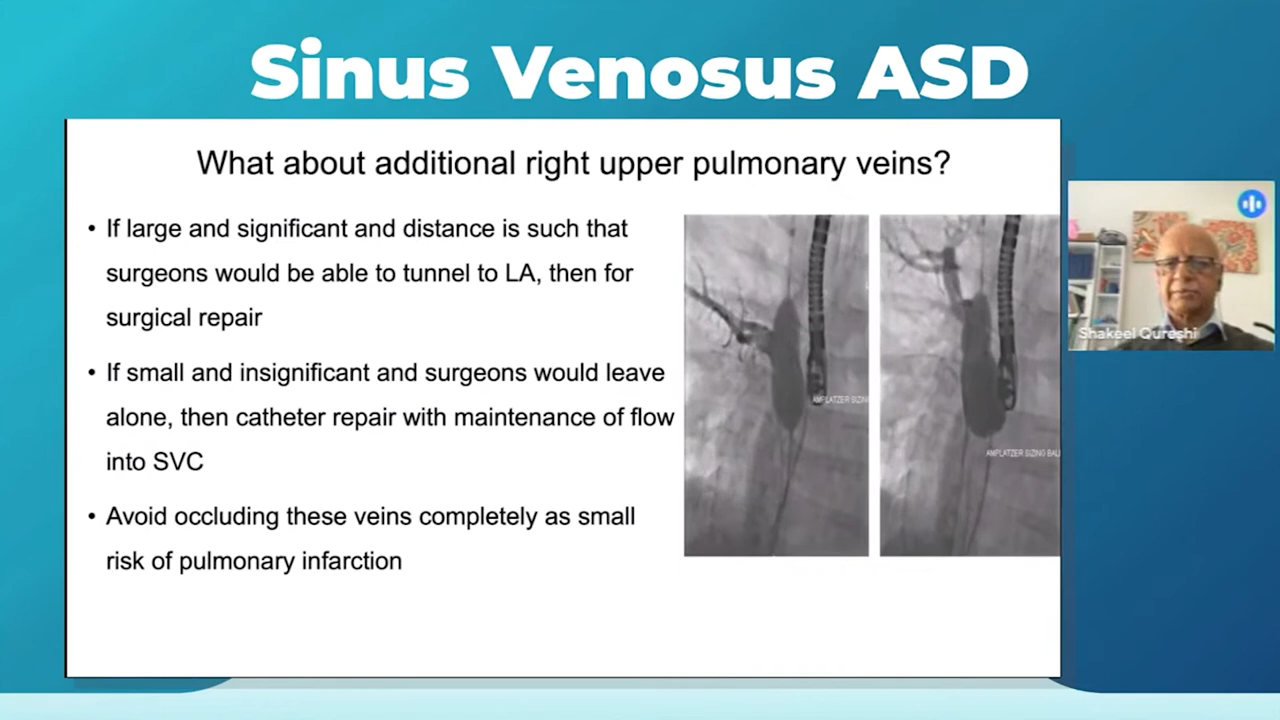 Sinus Venosus ASD
What about additional right upper pulmonary veins?
• If large and significant and distance is such that
surgeons would be able to tunnel to LA, then for
surgical repair
• If small and insignificant and surgeons would leave
alone, then catheter repair with maintenance of flow
into SVC
• Avoid occluding these veins completely as small
risk of pulmonary infarction
AMPLATZER SIZIN
AMPLATZER SIZING BAL
Shakeel Qureshi